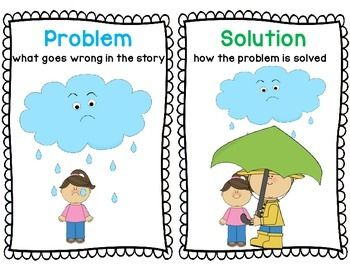 Problem
what goes wrong in the story
Solution
how the problem is solved